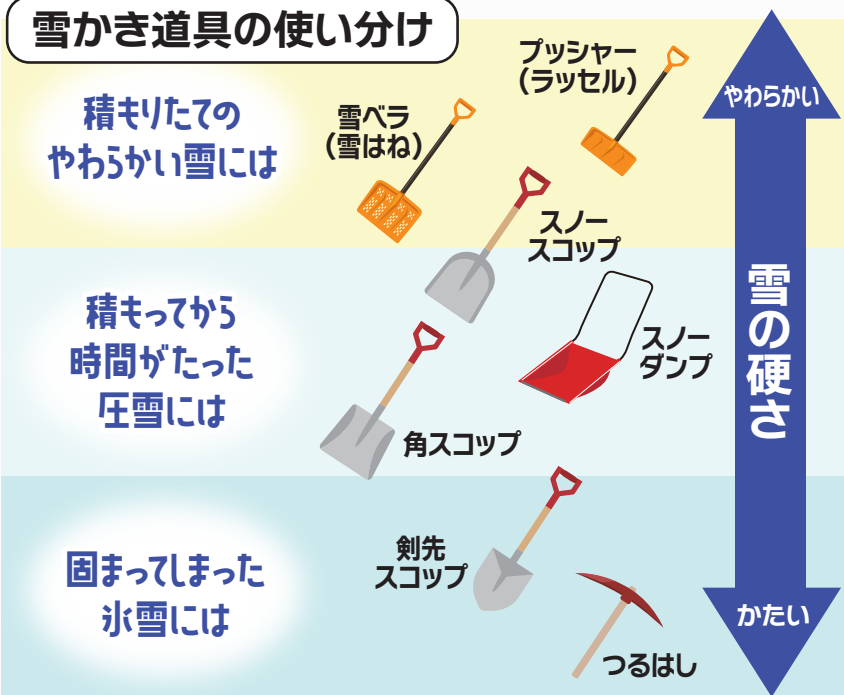 雪かき道具の使い分け
積もりたての
やわらかい雪には
雪ベラ
（雪はね）
プッシャー
（ラッセル）
スノー
スコップ
積もってから
時間がたった
圧雪には
スノー
ダンプ
角スコップ
固まってしまった
氷雪には
剣先
スコップ
つるはし
やわらかい
雪の硬さ
かたい